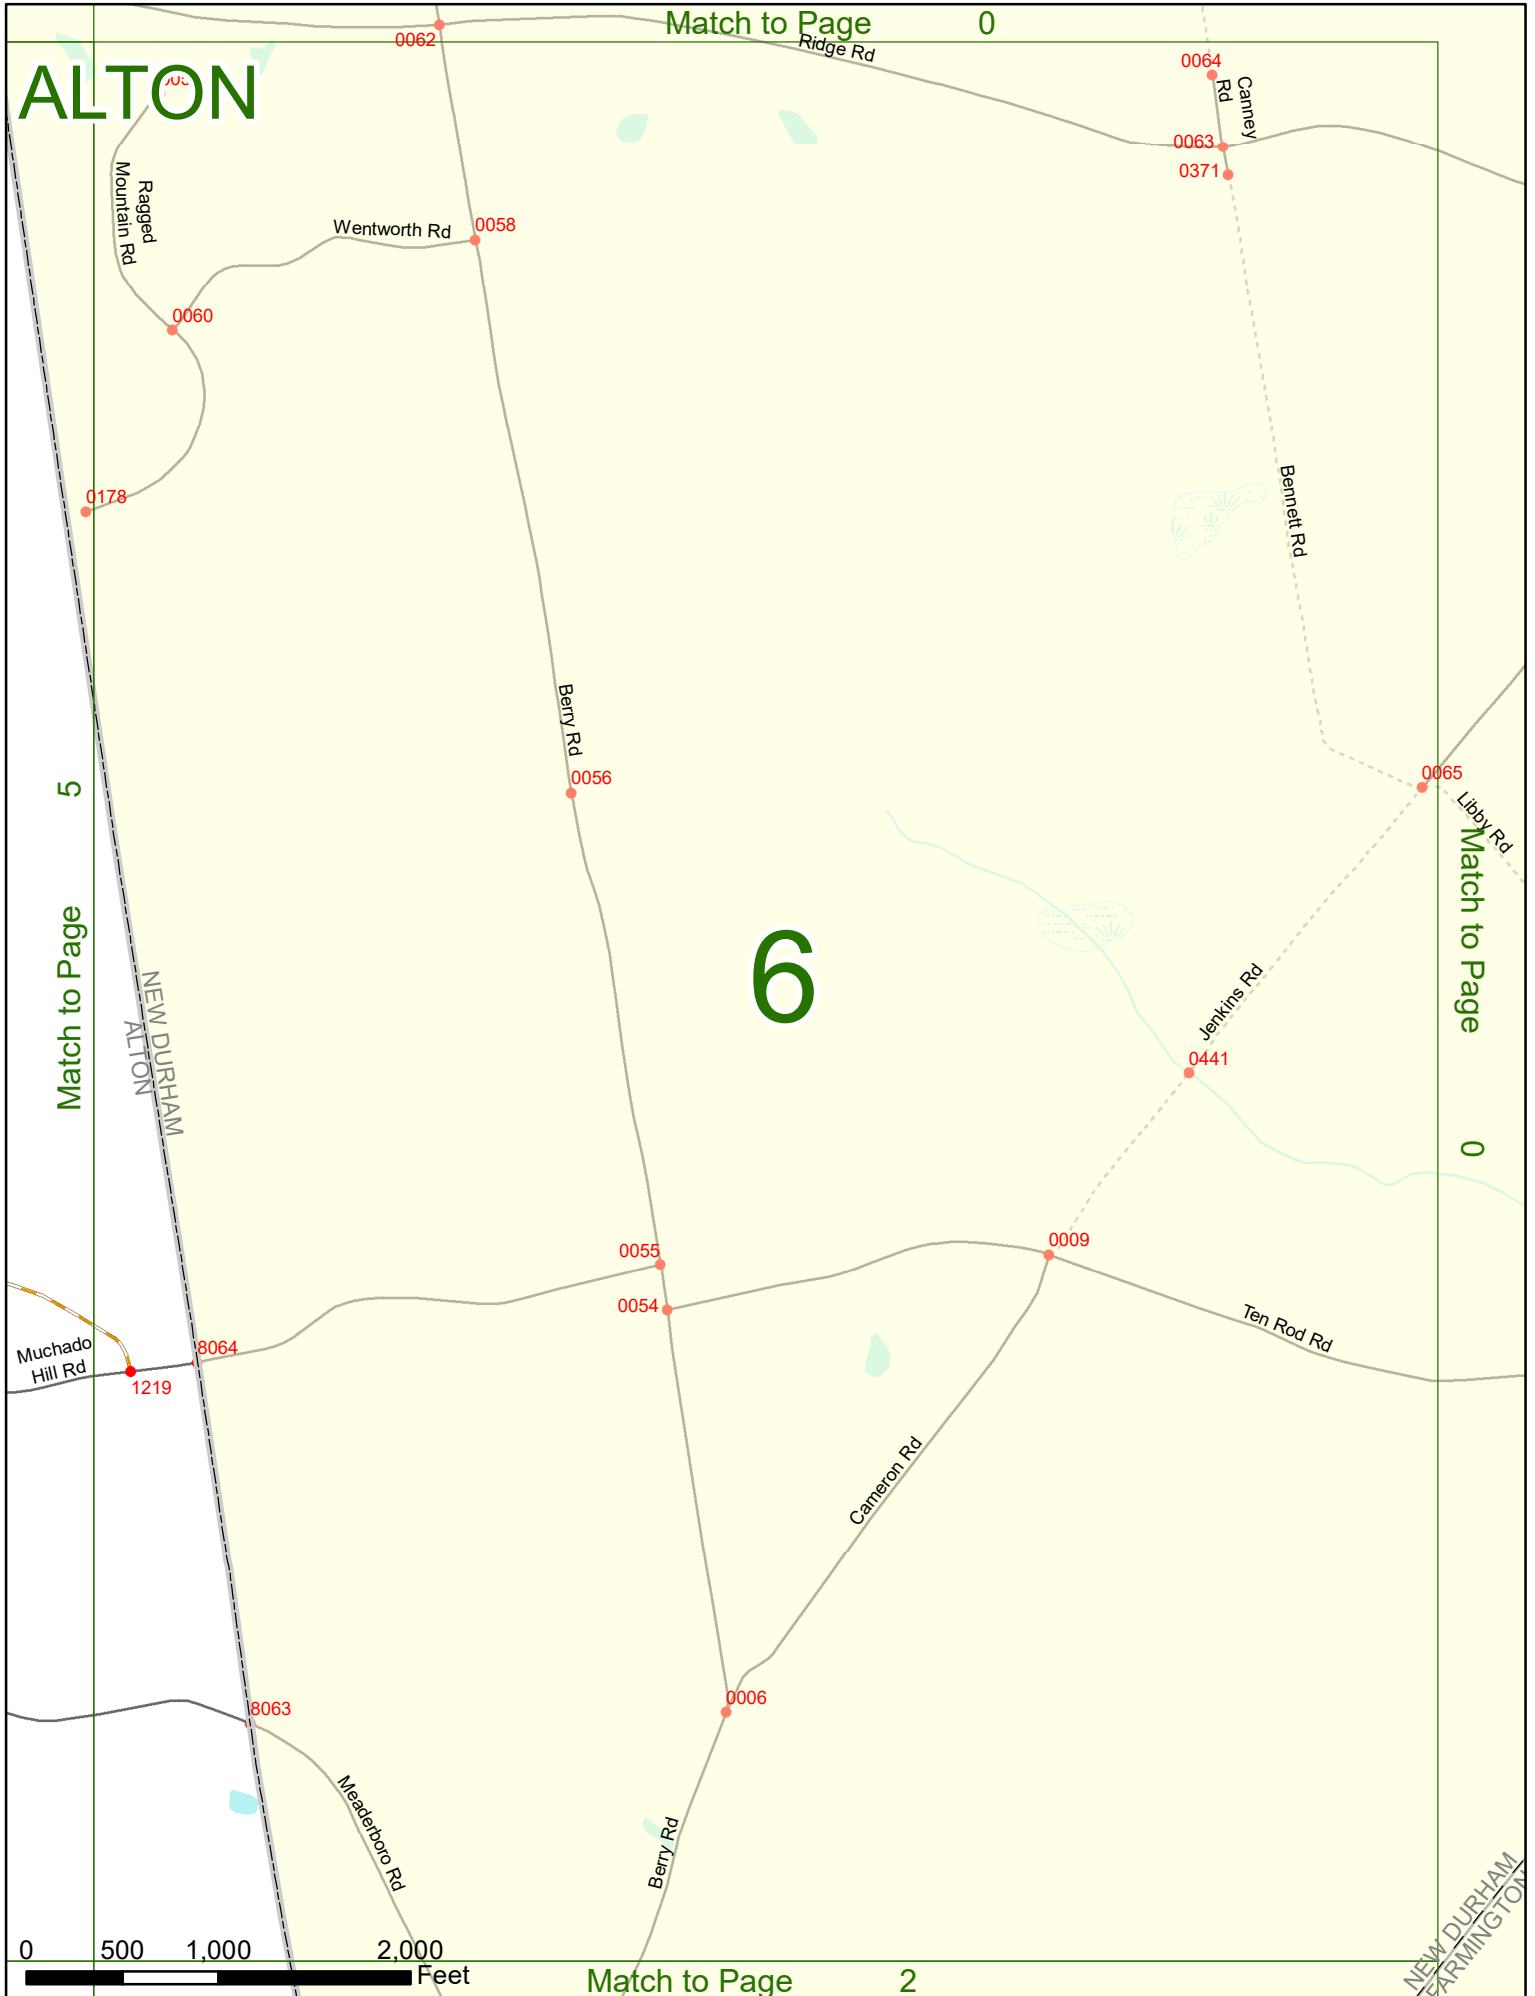 Match to Page 0
0062
Ridge Rd
ALTON
0064
Canney
Rd
0063
0371
Ragged
Mountain Rd
Wentworth Rd
0058
0060
0178
Bennett Rd
Berry Rd
0056
0065
Libby Rd
Match to Page 5
Match to Page 0
6
NEW DURHAM
ALTON
Jenkins Rd
0441
0055
0009
0054
Ten Rod Rd
Muchado
Hill Rd
8064
1219
Cameron Rd
8063
0006
Meaderboro Rd
Berry Rd
NEW DURHAM
FARMINGTON
0 500 1,000 2,000
Feet
Match to Page 2